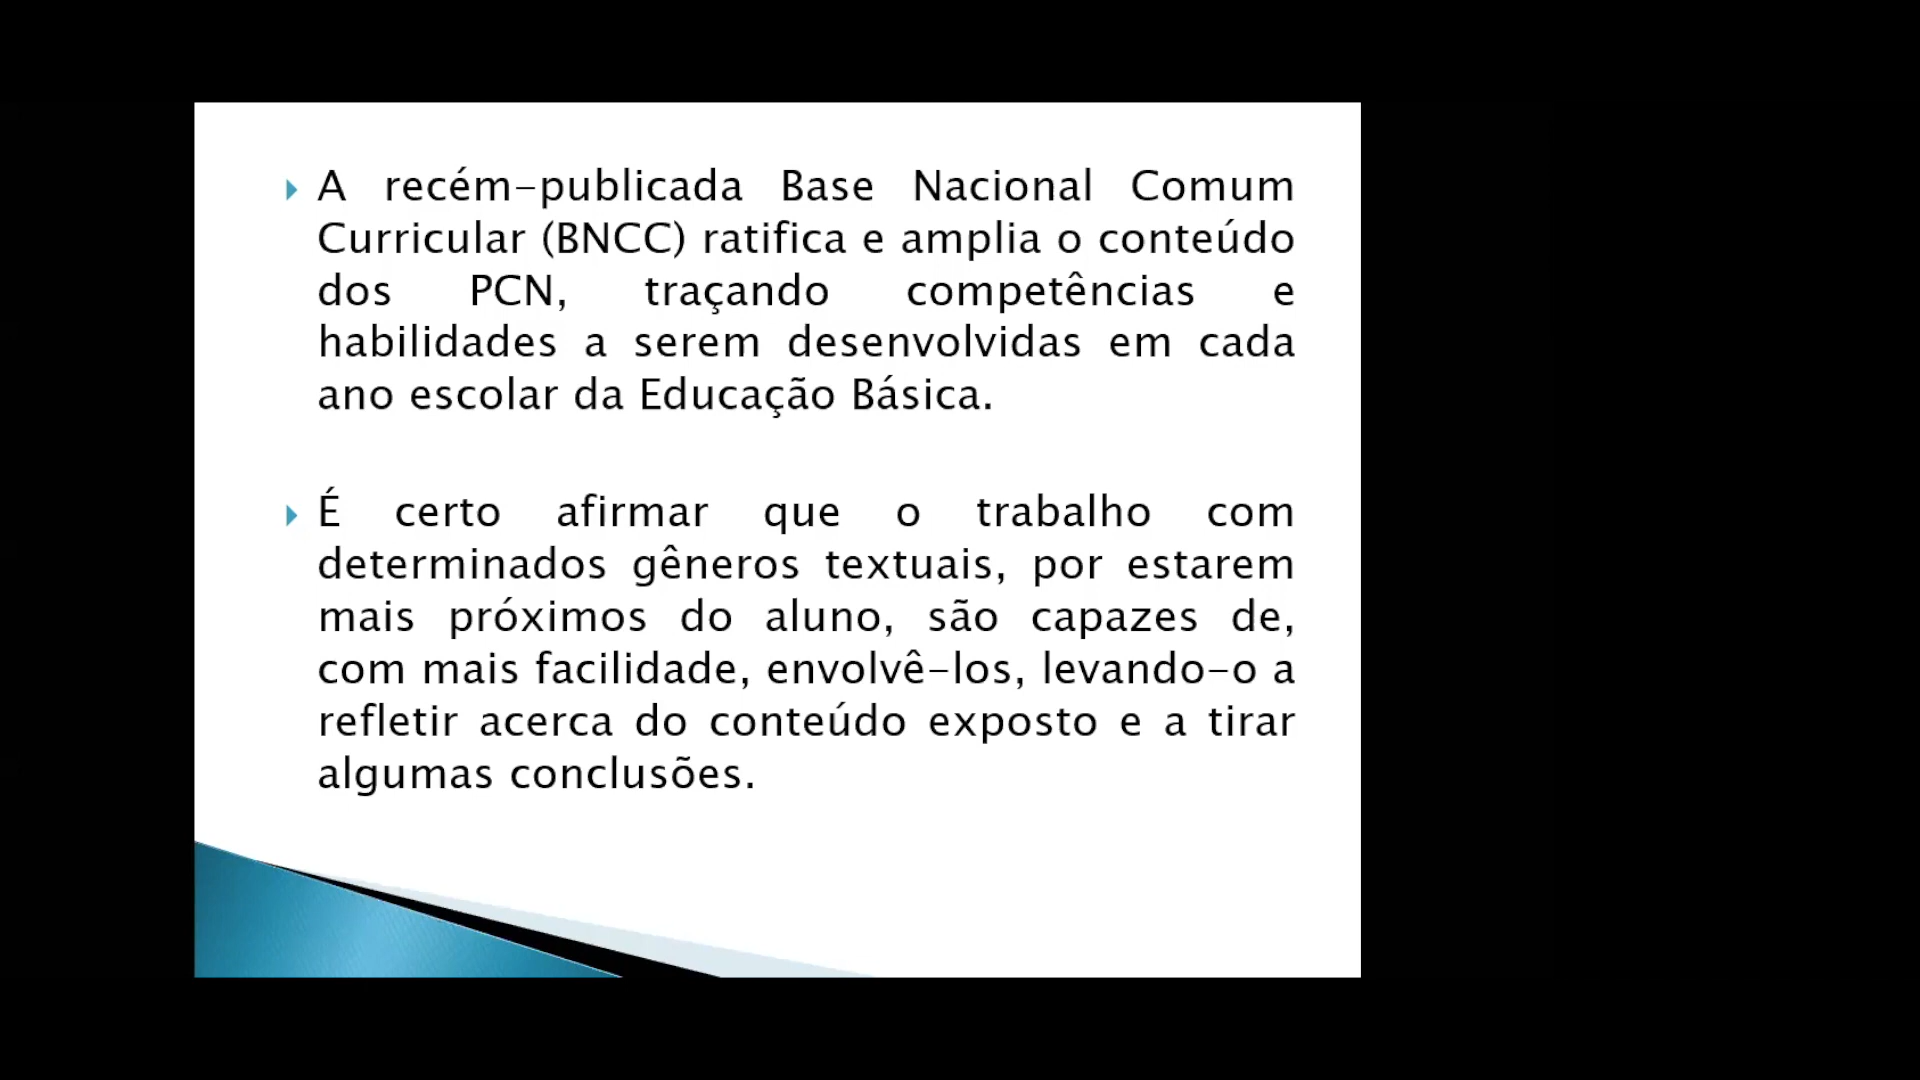 A recém-publicada Base Nacional Comum
Curricular (BNCC) ratifica e amplia o conteúdo
dos PCN, traçando competências e
habilidades a serem desenvolvidas em cada
ano escolar da Educação Básica.
É certo afirmar que o trabalho com
determinados gêneros textuais, por estarem
mais próximos do aluno, são capazes de,
com mais facilidade, envolvê-los, levando-o a
refletir acerca do conteúdo exposto e a tirar
algumas conclusões.